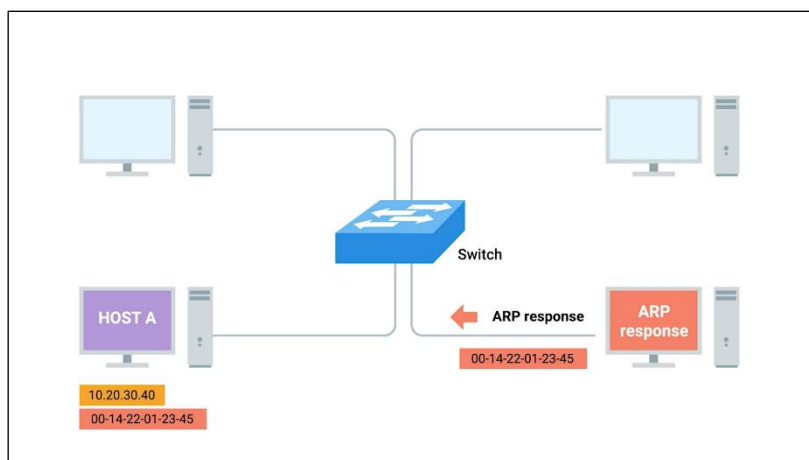 Switch
HOST A
ARP response
ARP
response
00-14-22-01-23-45
10.20.30.40
00-14-22-01-23-45